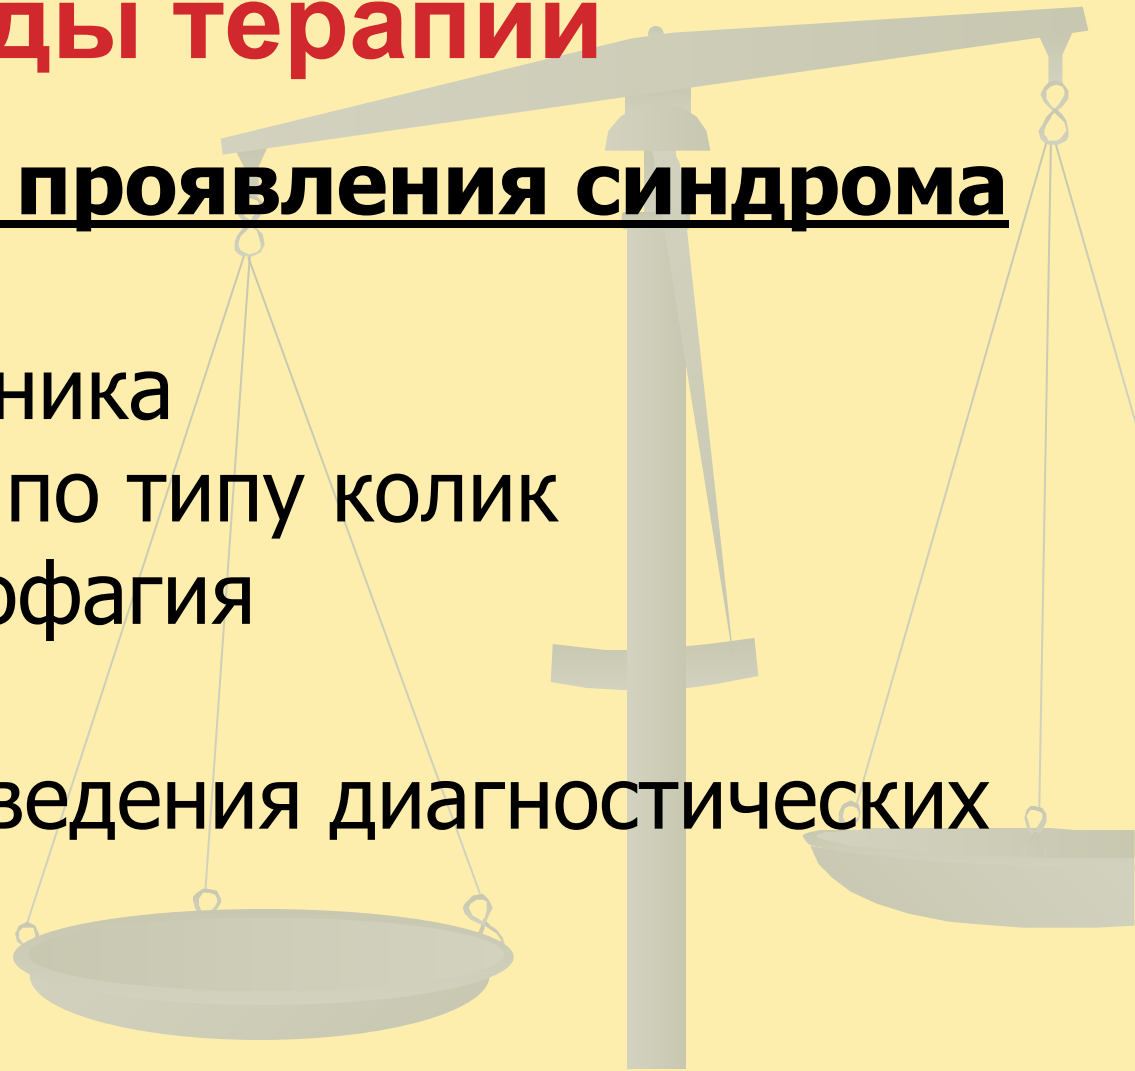 ды терапии
проявления синдрома
ника
по типу колик
офагия
ведения диагностических